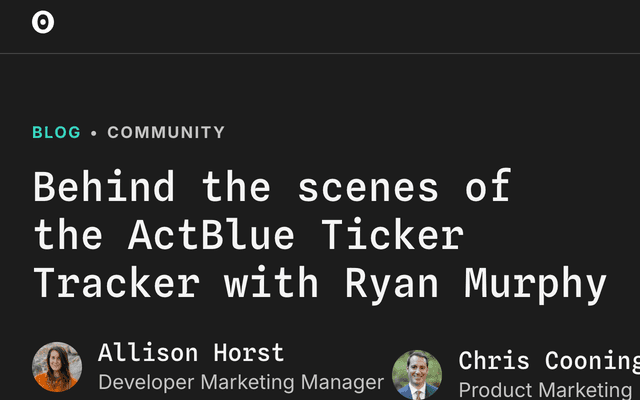 BLOG • COMMUNITY
Behind the scenes of
the ActBlue Ticker
Tracker with Ryan Murphy
Allison Horst
Developer Marketing Manager
Chris Cooning
Product Marketing